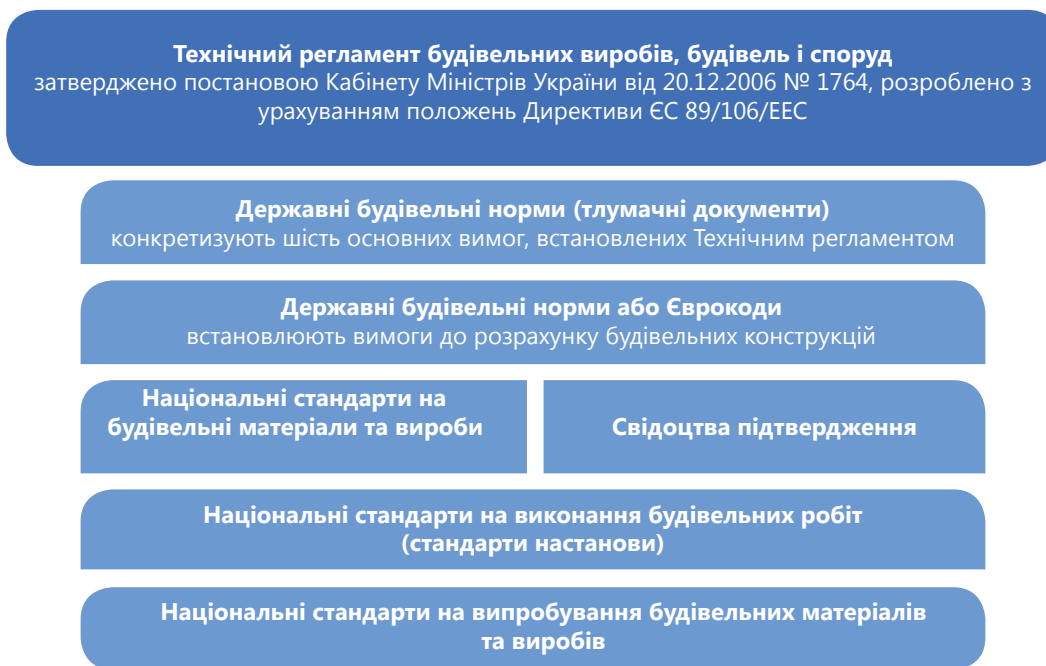 Технічний регламент будівельних виробів, будівель і споруд
затверджено постановою Кабінету Міністрів України від 20.12.2006 № 1764, розроблено з
урахуванням положень Директиви ЄС 89/106/ЕЕС
Державні будівельні норми (тлумачні документи)
конкретизують шість основних вимог, встановлених Технічним регламентом
Державні будівельні норми або Єврокоди
встановлюють вимоги до розрахунку будівельних конструкцій
Національні стандарти на
будівельні матеріали та вироби
Свідоцтва підтвердження
Національні стандарти на виконання будівельних робіт
(стандарти настанови)
Національні стандарти на випробування будівельних матеріалів
та виробів